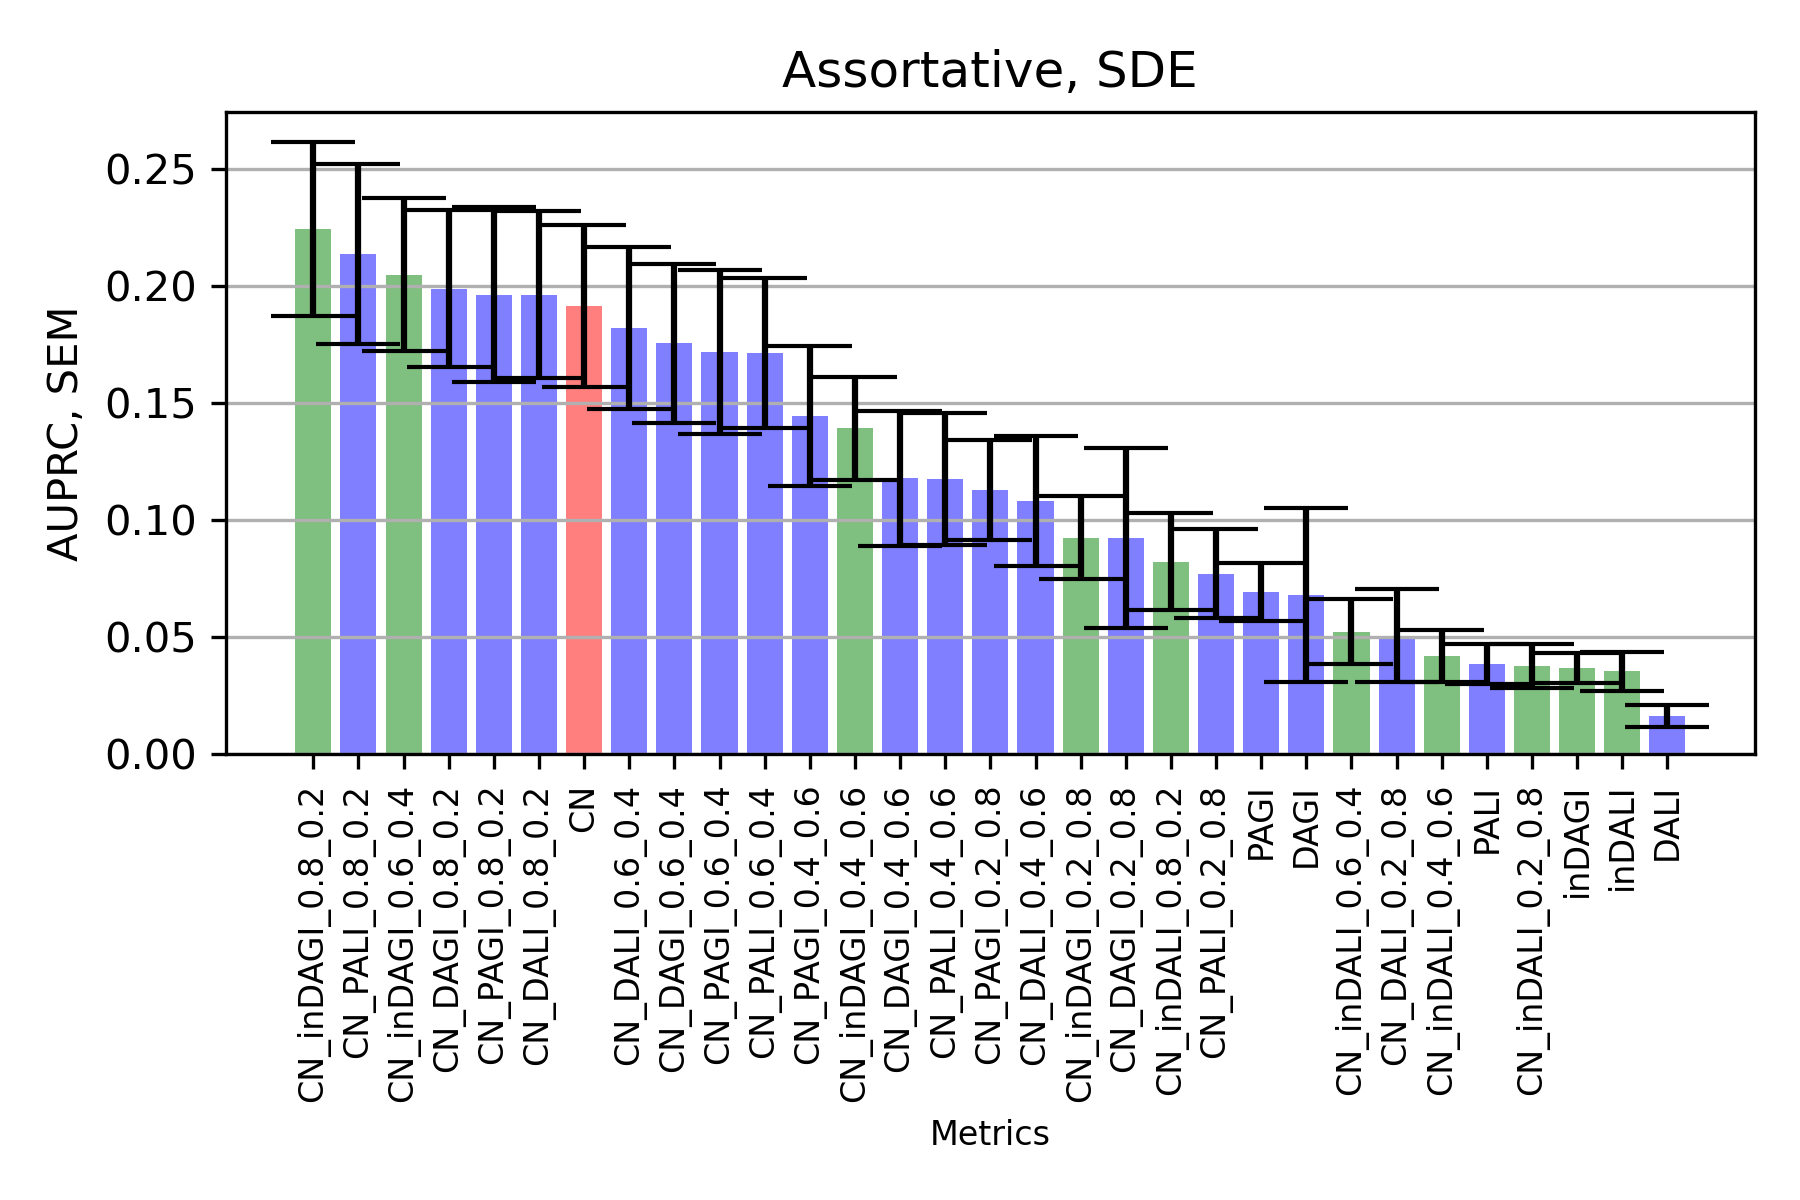 Assortative, SDE
AUPRC, SEM
0.25
0.20
0.15
0.10
0.05
0.00
CN_inDAGI_0.8_0.2
CN_PALI_0.8_0.2
CN_inDAGI_0.6_0.4
CN_DAGI_0.8_0.2
CN_PAGI_0.8_0.2
CN_DALI_0.8_0.2
CN
CN_DALI_0.6_0.4
CN_DAGI_0.6_0.4
CN_PAGI_0.6_0.4
CN_PALI_0.6_0.4
CN_PAGI_0.4_0.6
CN_inDAGI_0.4_0.6
CN_DAGI_0.4_0.6
CN_PALI_0.4_0.6
CN_PAGI_0.2_0.8
CN_DALI_0.4_0.6
CN_inDAGI_0.2_0.8
CN_DAGI_0.2_0.8
CN_inDALI_0.8_0.2
CN_PALI_0.2_0.8
PAGI
DAGI
CN_inDALI_0.6_0.4
CN_DALI_0.2_0.8
CN_inDALI_0.4_0.6
PALI
CN_inDALI_0.2_0.8
inDAGI
inDALI
DALI
Metrics